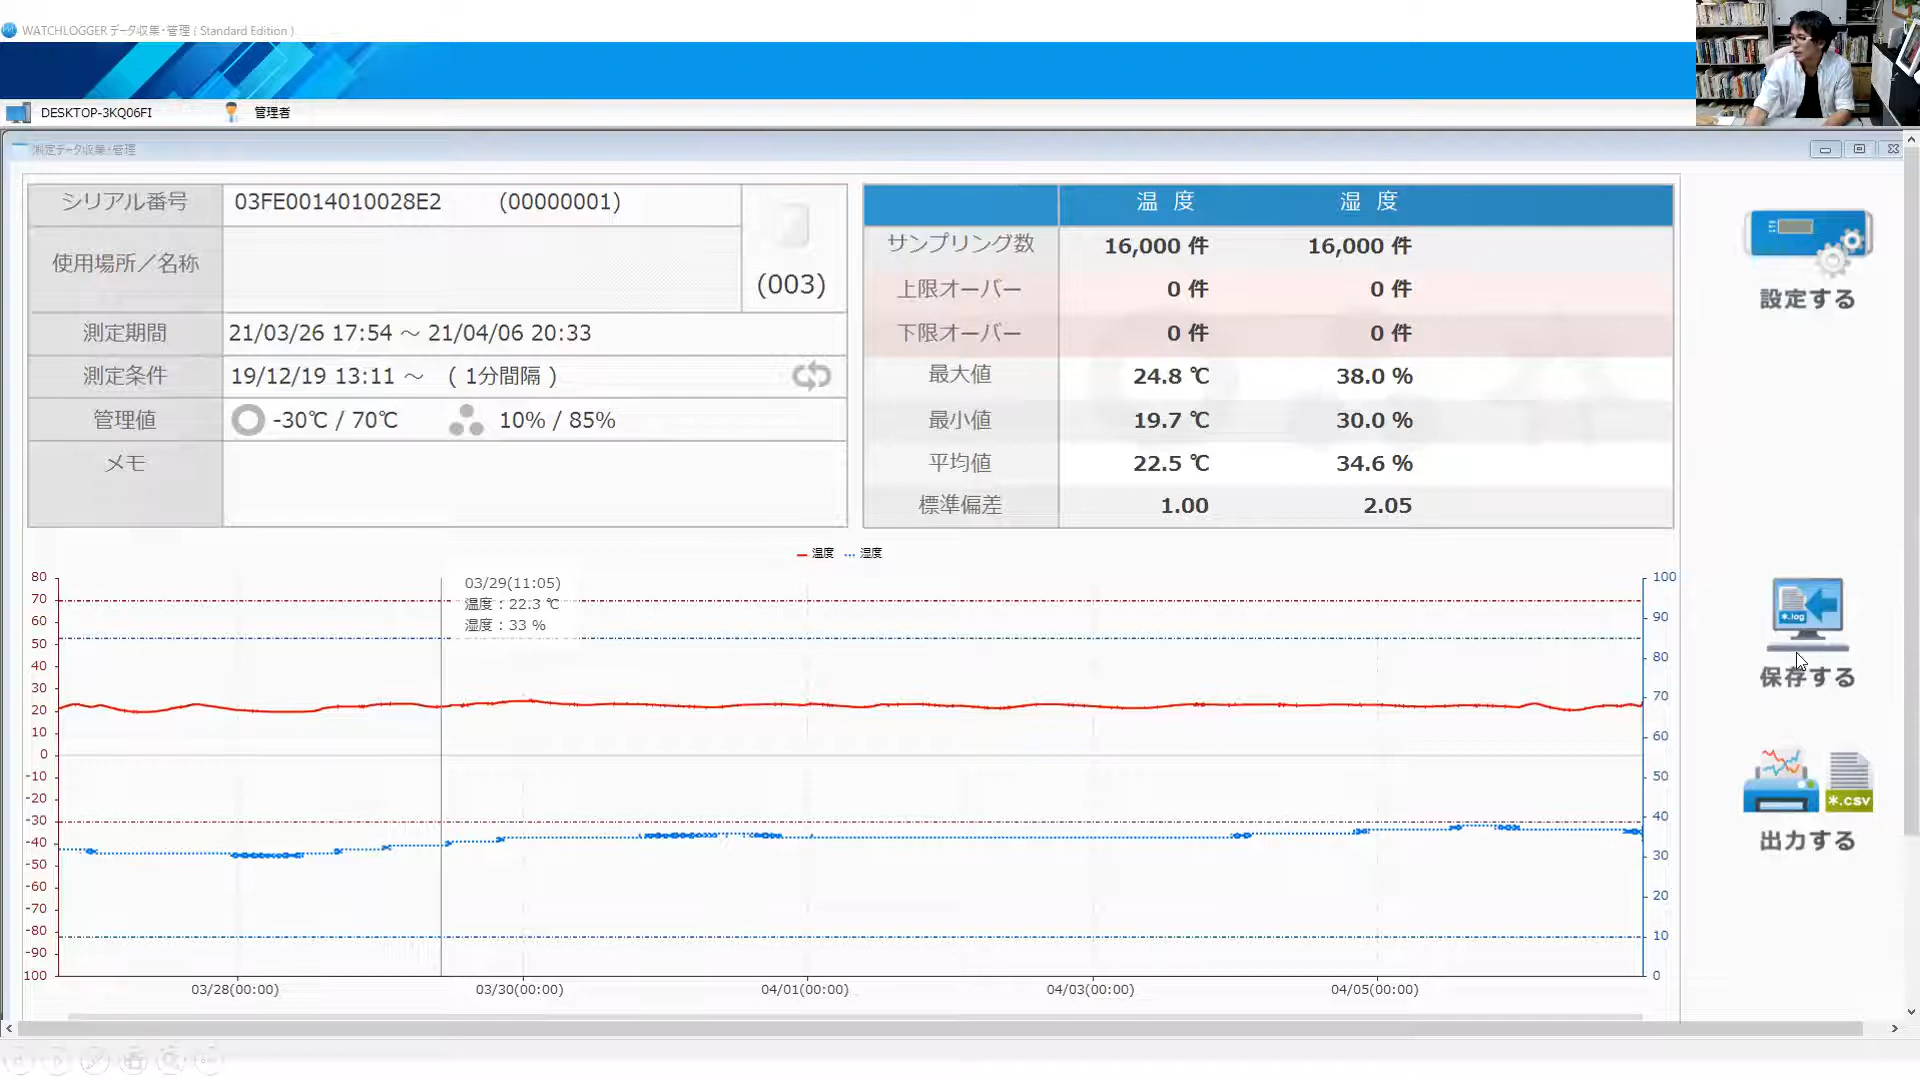 WATCHLOGGER データ収集・管理 ( Standard Edition )
DESKTOP-3KQ06FI 管理者
測定データ収集・管理
シリアル番号 03FE0014010028E2 (00000001)
使用場所／名称
(003)
測定期間 21/03/26 17:54 ～ 21/04/06 20:33
測定条件 19/12/19 13:11 ～ ( 1分間隔 )
管理値 -30℃ / 70℃ 10% / 85%
メモ
温 度 湿 度
サンプリング数 16,000 件 16,000 件
上限オーバー 0 件 0 件
下限オーバー 0 件 0 件
最大値 24.8 ℃ 38.0 %
最小値 19.7 ℃ 30.0 %
平均値 22.5 ℃ 34.6 %
標準偏差 1.00 2.05
設定する
*.log
保存する
*.csv
出力する
温度 湿度
03/29(11:05)
温度 : 22.3 ℃
湿度 : 33 %
80
70
60
50
40
30
20
10
0
-10
-20
-30
-40
-50
-60
-70
-80
-90
100
100
90
80
70
60
50
40
30
20
10
0
03/28(00:00) 03/30(00:00) 04/01(00:00) 04/03(00:00) 04/05(00:00)